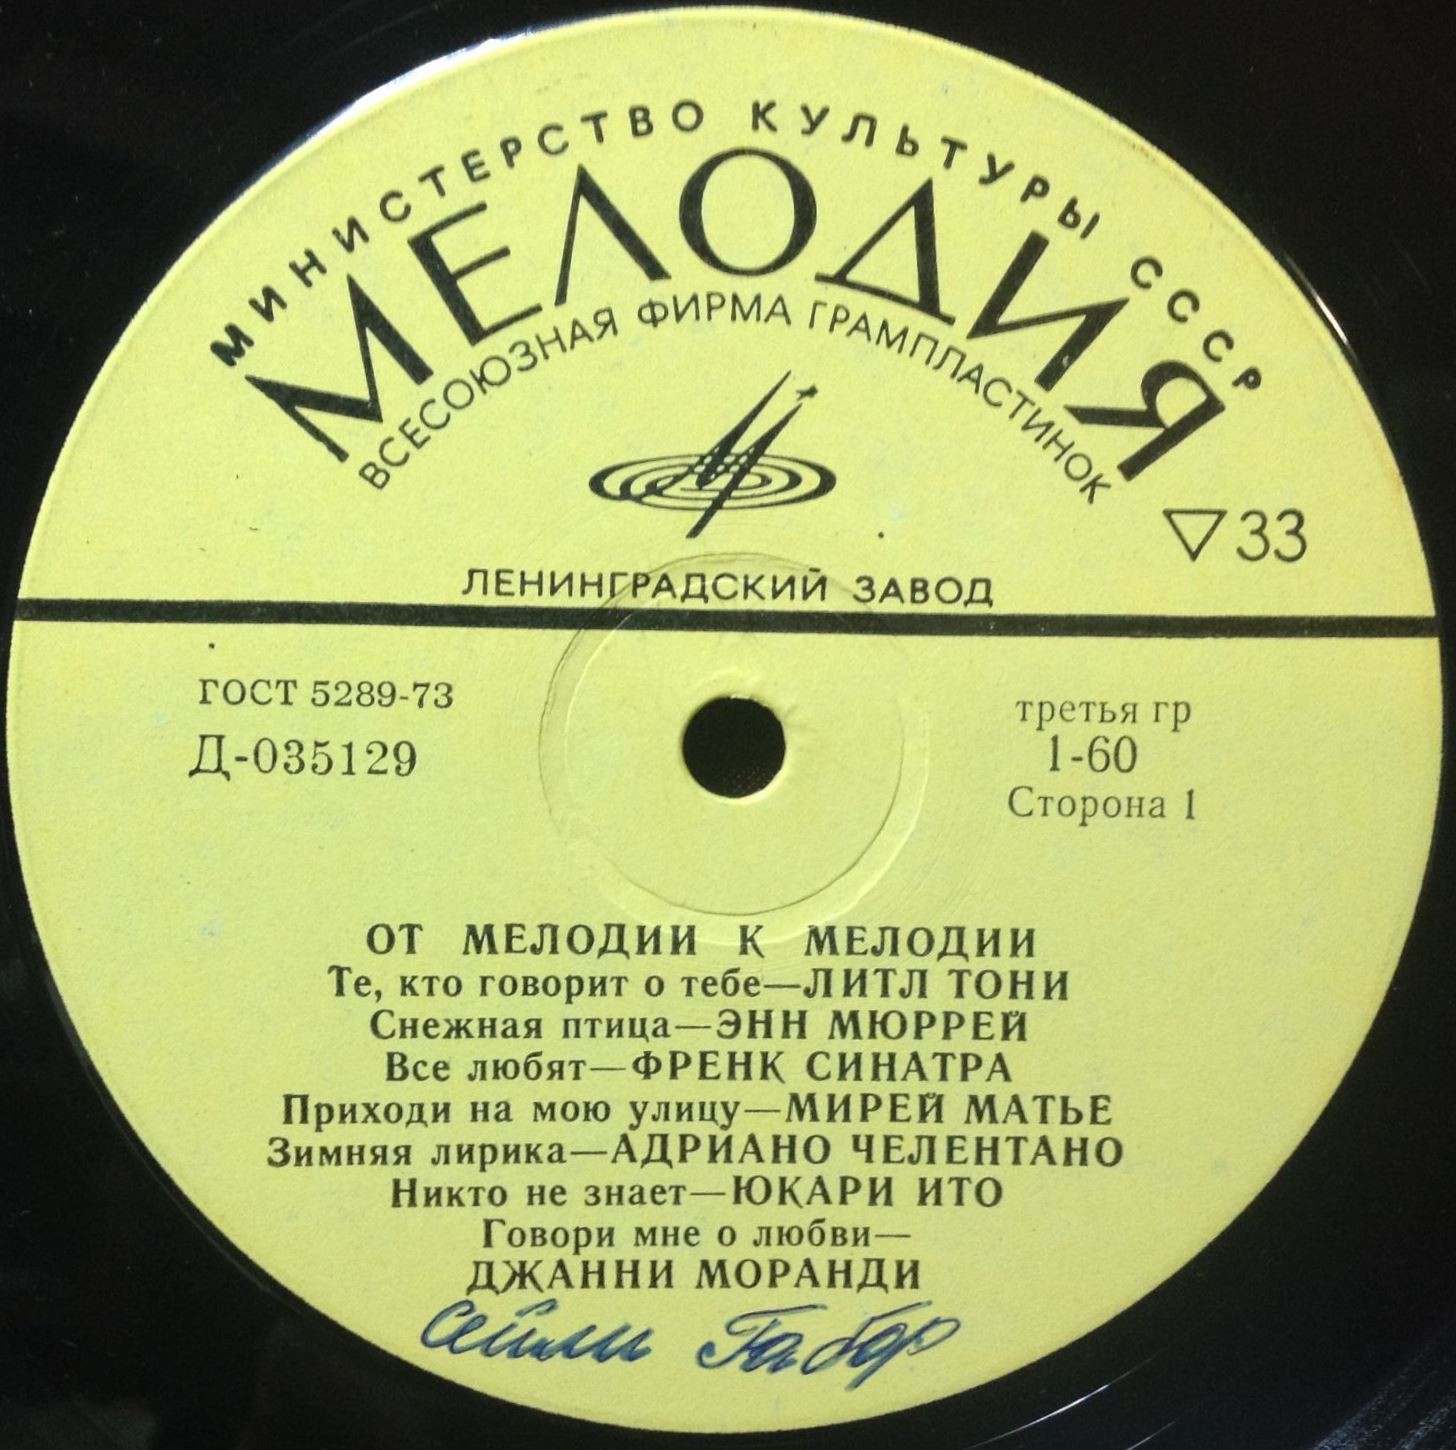 МИНИСТЕРСТВО КУЛЬТУРЫ СССР
МЕЛОДИЯ
ВСЕСОЮЗНАЯ ФИРМА ГРАМПЛАСТИНОК
▽33
ЛЕНИНГРАДСКИЙ ЗАВОД
ГОСТ 5289-73
Д-035129
третья гр
1-60
Сторона 1
ОТ МЕЛОДИИ К МЕЛОДИИ
Те, кто говорит о тебе—ЛИТЛ ТОНИ
Снежная птица—ЭНН МЮРРЕЙ
Все любят—ФРЕНК СИНАТРА
Приходи на мою улицу—МИРЕЙ МАТЬЕ
Зимняя лирика—АДРИАНО ЧЕЛЕНТАНО
Никто не знает—ЮКАРИ ИТО
Говори мне о любви—
ДЖАННИ МОРАНДИ
Габор